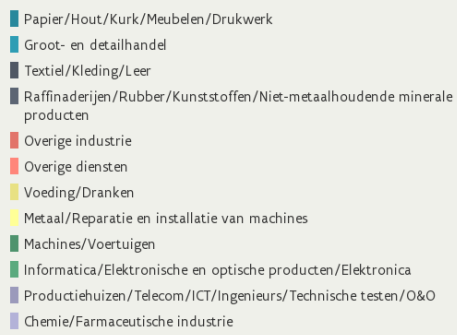 Papier/Hout/Kurk/Meubelen/Drukwerk
Groot- en detailhandel
Textiel/Kleding/Leer
Raffinaderijen/Rubber/Kunststoffen/Niet-metaalhoudende minerale
producten
Overige industrie
Overige diensten
Voeding/Dranken
Metaal/Reparatie en installatie van machines
Machines/Voertuigen
Informatica/Elektronische en optische producten/Elektronica
Productiehuizen/Telecom/ICT/Ingenieurs/Technische testen/O&O
Chemie/Farmaceutische industrie